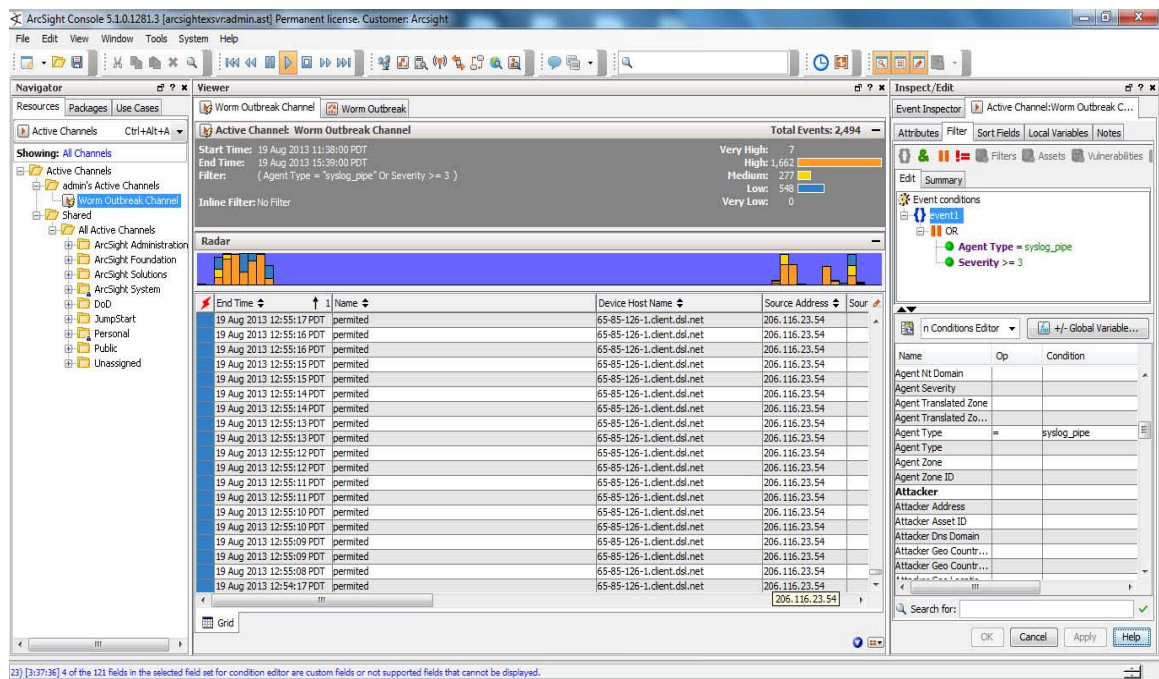 ArcSight Console 5.1.0.1281.3 [arcsightexsvr:admin.ast] Permanent license. Customer: Arcsight
File Edit View Window Tools System Help
Navigator
Resources Packages Use Cases
Active Channels Ctrl+Alt+A
Showing: All Channels
Active Channels
admin's Active Channels
Worm Outbreak Channel
Shared
All Active Channels
ArcSight Administration
ArcSight Foundation
ArcSight Solutions
ArcSight System
DoD
JumpStart
Personal
Public
Unassigned
Viewer
Worm Outbreak Channel Worm Outbreak
Active Channel: Worm Outbreak Channel Total Events: 2,494
Start Time: 19 Aug 2013 11:38:00 PDT Very High: 7
End Time: 19 Aug 2013 15:39:00 PDT High: 1,662
Filter: ( Agent Type = "syslog_pipe" Or Severity >= 3 ) Medium: 277
Low: 548
Inline Filter: No Filter Very Low: 0
Radar
End Time 1 Name Device Host Name Source Address Sour
19 Aug 2013 12:55:17 PDT permited 65-85-126-1.client.dsl.net 206.116.23.54
19 Aug 2013 12:55:16 PDT permited 65-85-126-1.client.dsl.net 206.116.23.54
19 Aug 2013 12:55:16 PDT permited 65-85-126-1.client.dsl.net 206.116.23.54
19 Aug 2013 12:55:15 PDT permited 65-85-126-1.client.dsl.net 206.116.23.54
19 Aug 2013 12:55:15 PDT permited 65-85-126-1.client.dsl.net 206.116.23.54
19 Aug 2013 12:55:14 PDT permited 65-85-126-1.client.dsl.net 206.116.23.54
19 Aug 2013 12:55:14 PDT permited 65-85-126-1.client.dsl.net 206.116.23.54
19 Aug 2013 12:55:13 PDT permited 65-85-126-1.client.dsl.net 206.116.23.54
19 Aug 2013 12:55:13 PDT permited 65-85-126-1.client.dsl.net 206.116.23.54
19 Aug 2013 12:55:12 PDT permited 65-85-126-1.client.dsl.net 206.116.23.54
19 Aug 2013 12:55:12 PDT permited 65-85-126-1.client.dsl.net 206.116.23.54
19 Aug 2013 12:55:11 PDT permited 65-85-126-1.client.dsl.net 206.116.23.54
19 Aug 2013 12:55:11 PDT permited 65-85-126-1.client.dsl.net 206.116.23.54
19 Aug 2013 12:55:10 PDT permited 65-85-126-1.client.dsl.net 206.116.23.54
19 Aug 2013 12:55:10 PDT permited 65-85-126-1.client.dsl.net 206.116.23.54
19 Aug 2013 12:55:09 PDT permited 65-85-126-1.client.dsl.net 206.116.23.54
19 Aug 2013 12:55:09 PDT permited 65-85-126-1.client.dsl.net 206.116.23.54
19 Aug 2013 12:55:08 PDT permited 65-85-126-1.client.dsl.net 206.116.23.54
19 Aug 2013 12:54:17 PDT permited 65-85-126-1.client.dsl.net 206.116.23.54
206.116.23.54
Grid
Inspect/Edit
Event Inspector Active Channel:Worm Outbreak C...
Attributes Filter Sort Fields Local Variables Notes
Filters Assets Vulnerabilities
Edit Summary
Event conditions
event1
OR
Agent Type = syslog_pipe
Severity >= 3
n Conditions Editor +/- Global Variable...
Name Op Condition
Agent Nt Domain
Agent Severity
Agent Translated Zone
Agent Translated Zo...
Agent Type = syslog_pipe
Agent Type
Agent Zone
Agent Zone ID
Attacker
Attacker Address
Attacker Asset ID
Attacker Dns Domain
Attacker Geo Countr...
Attacker Geo Countr...
Search for:
OK Cancel Apply Help
23) [3:37:36] 4 of the 121 fields in the selected field set for condition editor are custom fields or not supported fields that cannot be displayed.